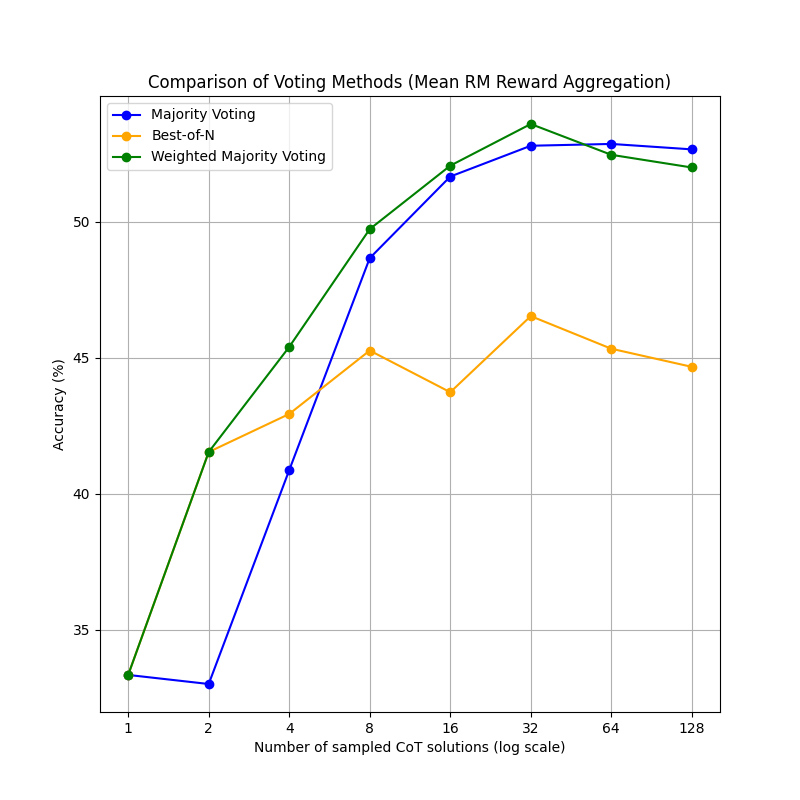 Comparison of Voting Methods (Mean RM Reward Aggregation)
Majority Voting
Best-of-N
Weighted Majority Voting
Accuracy (%)
50
45
40
35
1 2 4 8 16 32 64 128
Number of sampled CoT solutions (log scale)